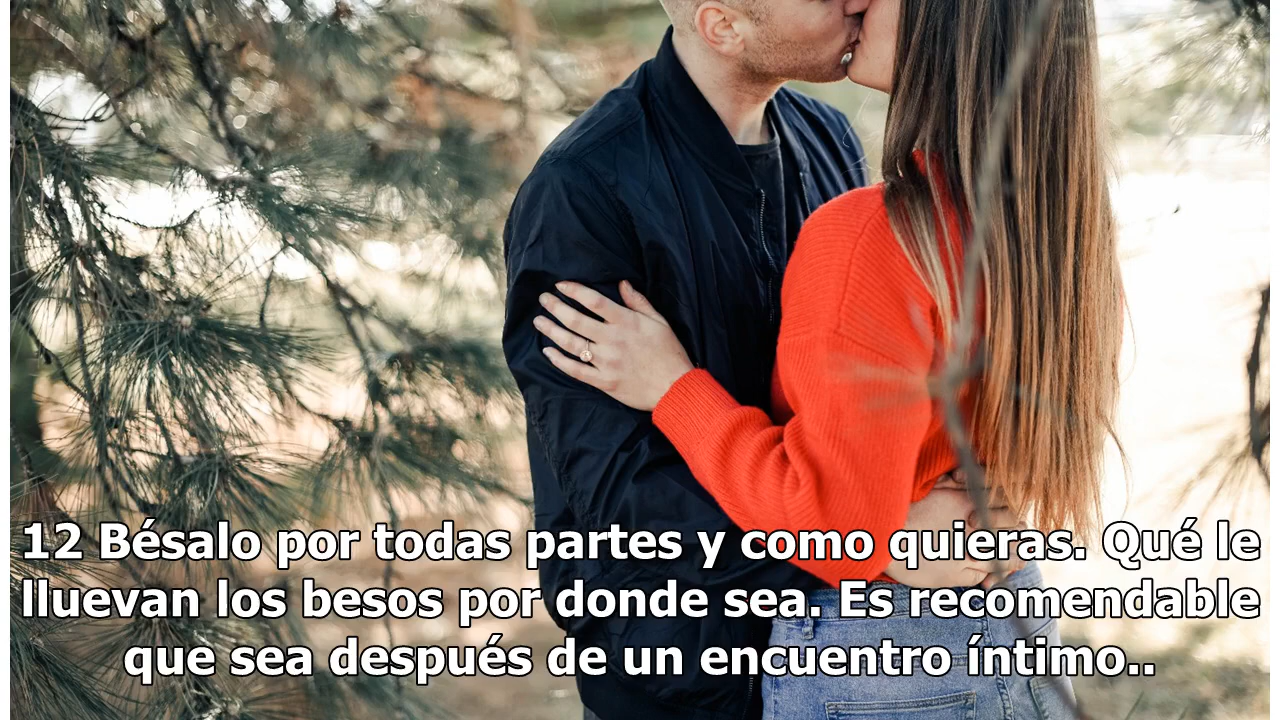 12 Bésalo por todas partes y como quieras. Qué le
lluevan los besos por donde sea. Es recomendable
que sea después de un encuentro íntimo..